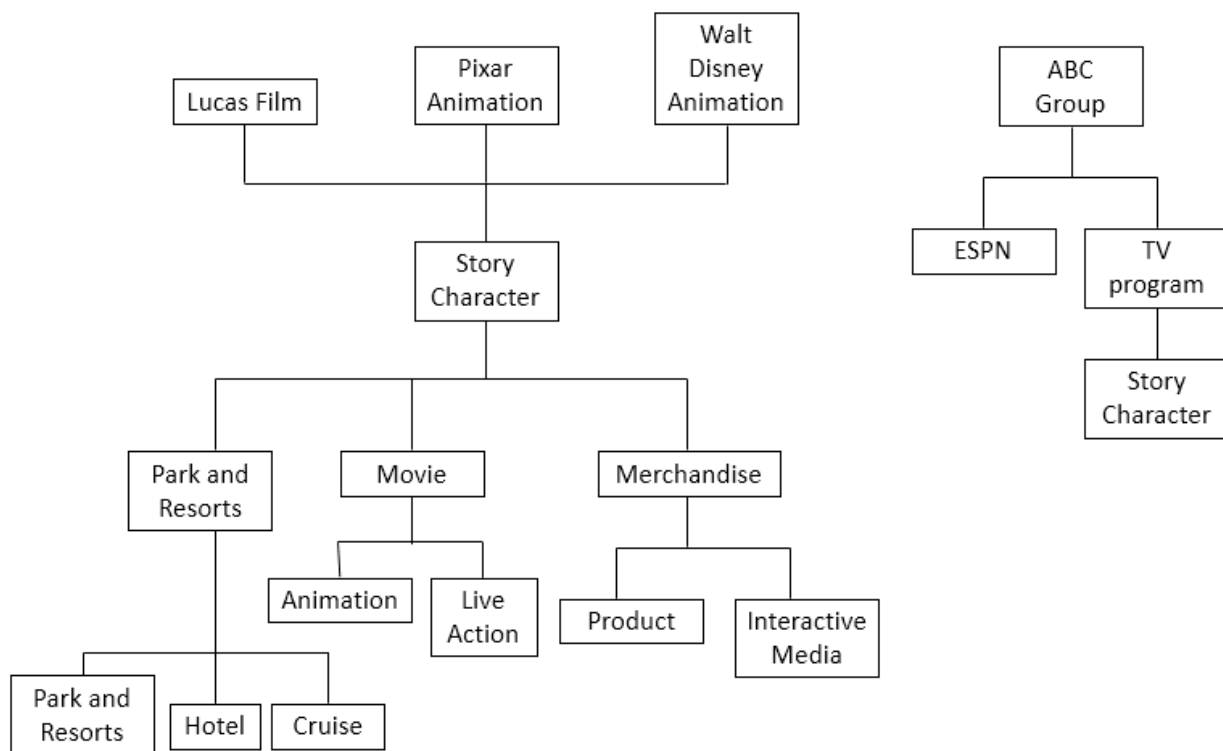 Lucas Film
Pixar
Animation
Walt
Disney
Animation
ABC
Group
Story
Character
ESPN
TV
program
Story
Character
Park and
Resorts
Movie
Merchandise
Animation
Live
Action
Product
Interactive
Media
Park and
Resorts
Hotel
Cruise